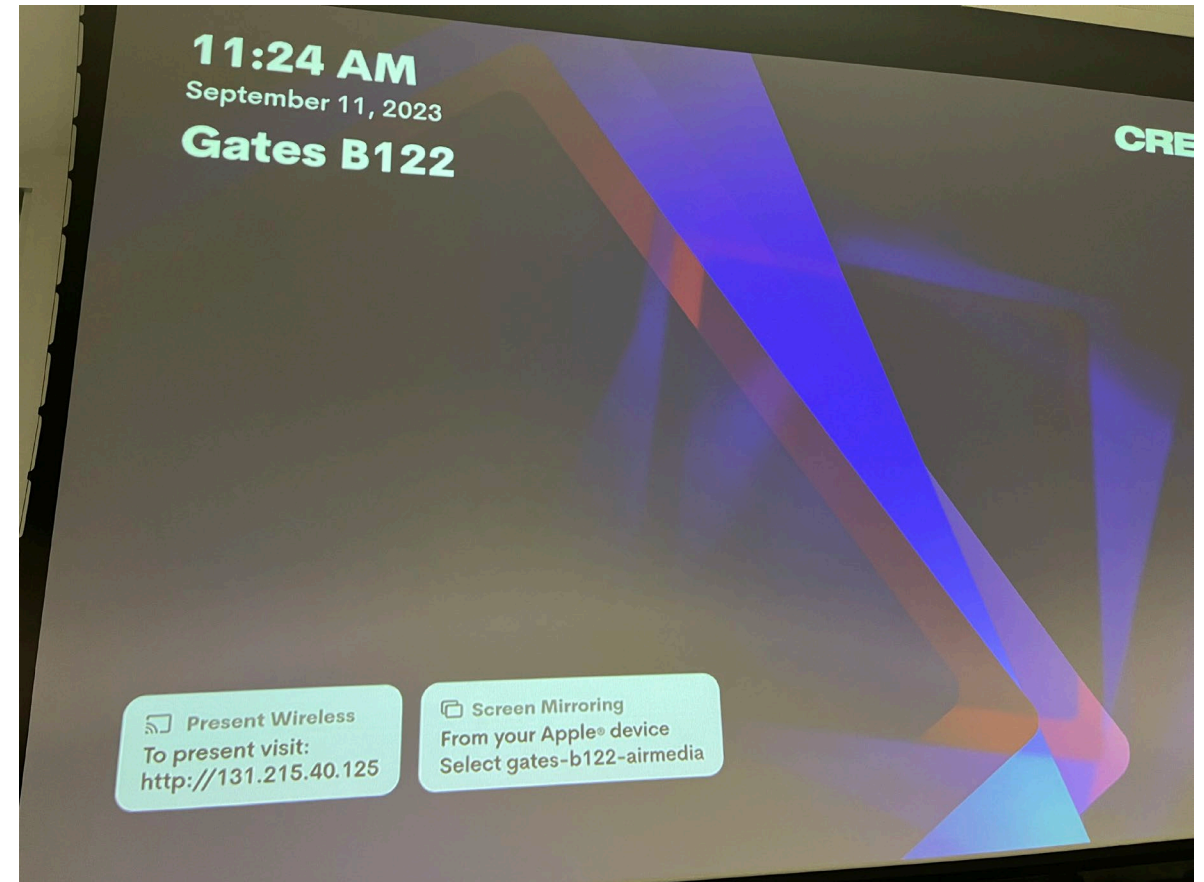 11:24 AM
September 11, 2023
Gates B122
CRE
Present Wireless
To present visit:
http://131.215.40.125
Screen Mirroring
From your Apple® device
Select gates-b122-airmedia